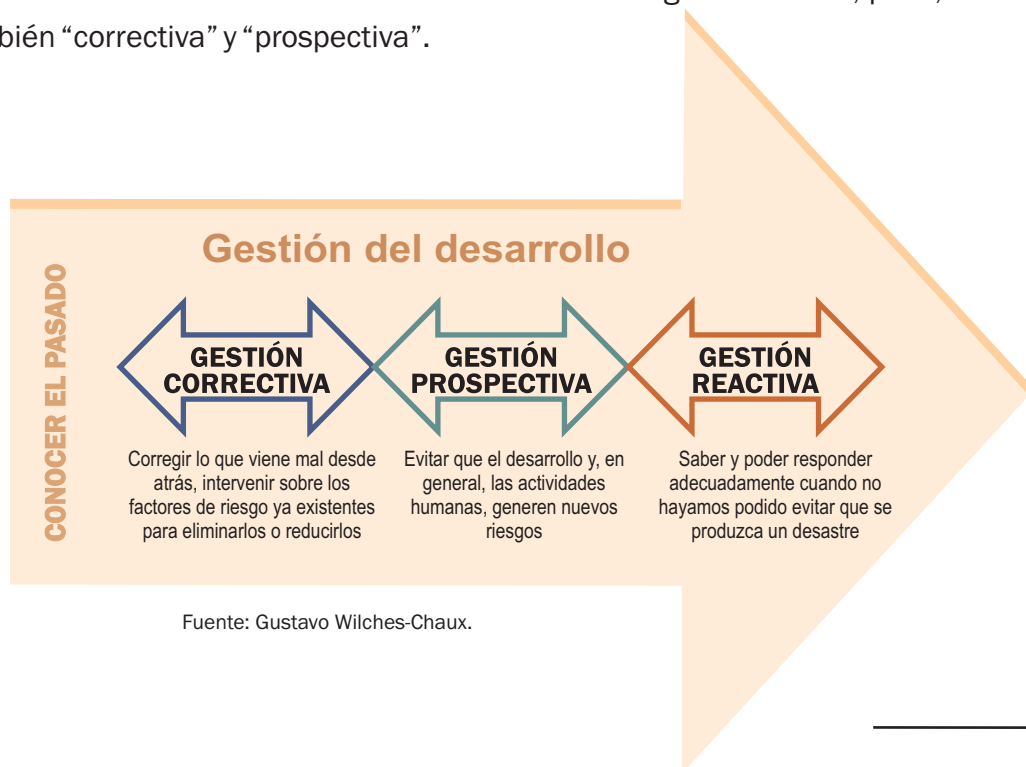 también “correctiva” y “prospectiva”.
Gestión del desarrollo
CONOCER EL PASADO
GESTIÓN
CORRECTIVA
Corregir lo que viene mal desde
atrás, intervenir sobre los
factores de riesgo ya existentes
para eliminarlos o reducirlos
GESTIÓN
PROSPECTIVA
Evitar que el desarrollo y, en
general, las actividades
humanas, generen nuevos
riesgos
GESTIÓN
REACTIVA
Saber y poder responder
adecuadamente cuando no
hayamos podido evitar que se
produzca un desastre
Fuente: Gustavo Wilches-Chaux.